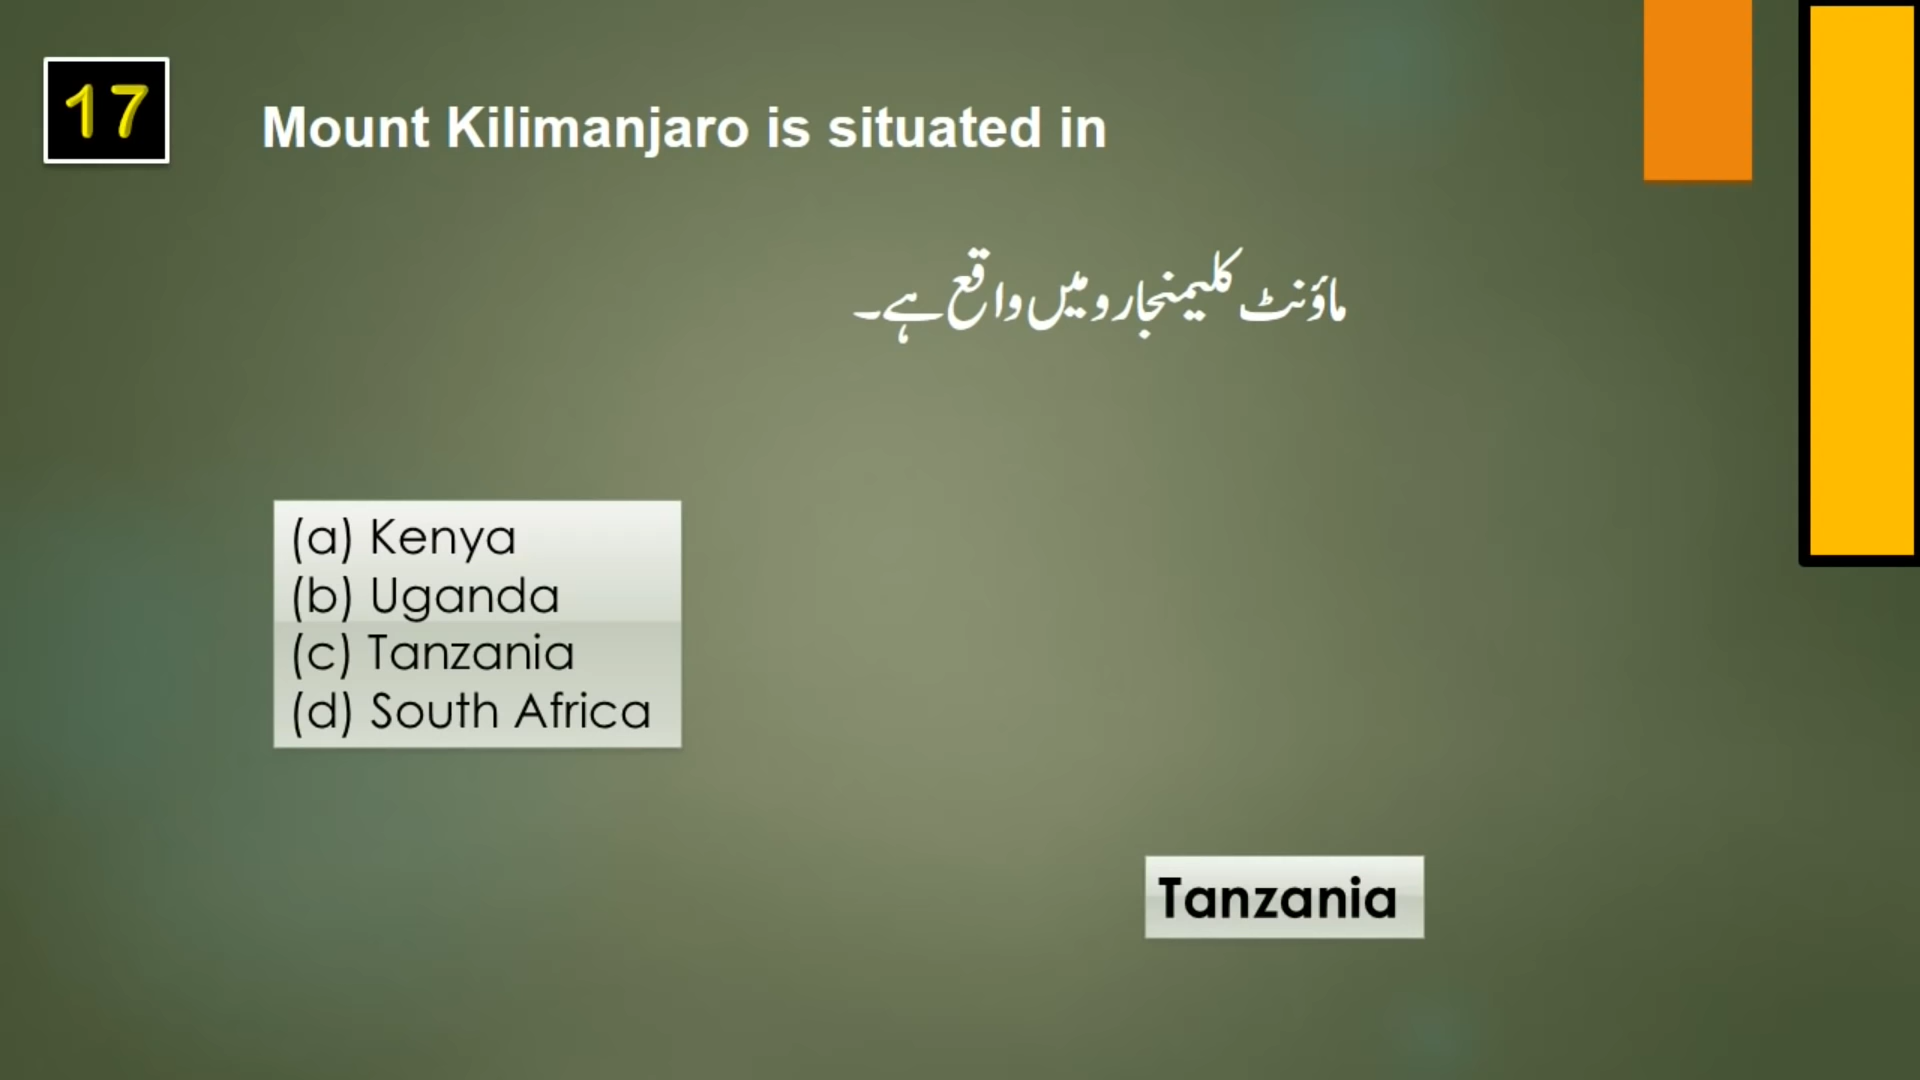 17
Mount Kilimanjaro is situated in
ماؤنٹ کلیمنجارو میں واقع ہے۔
(a) Kenya
(b) Uganda
(c) Tanzania
(d) South Africa
Tanzania